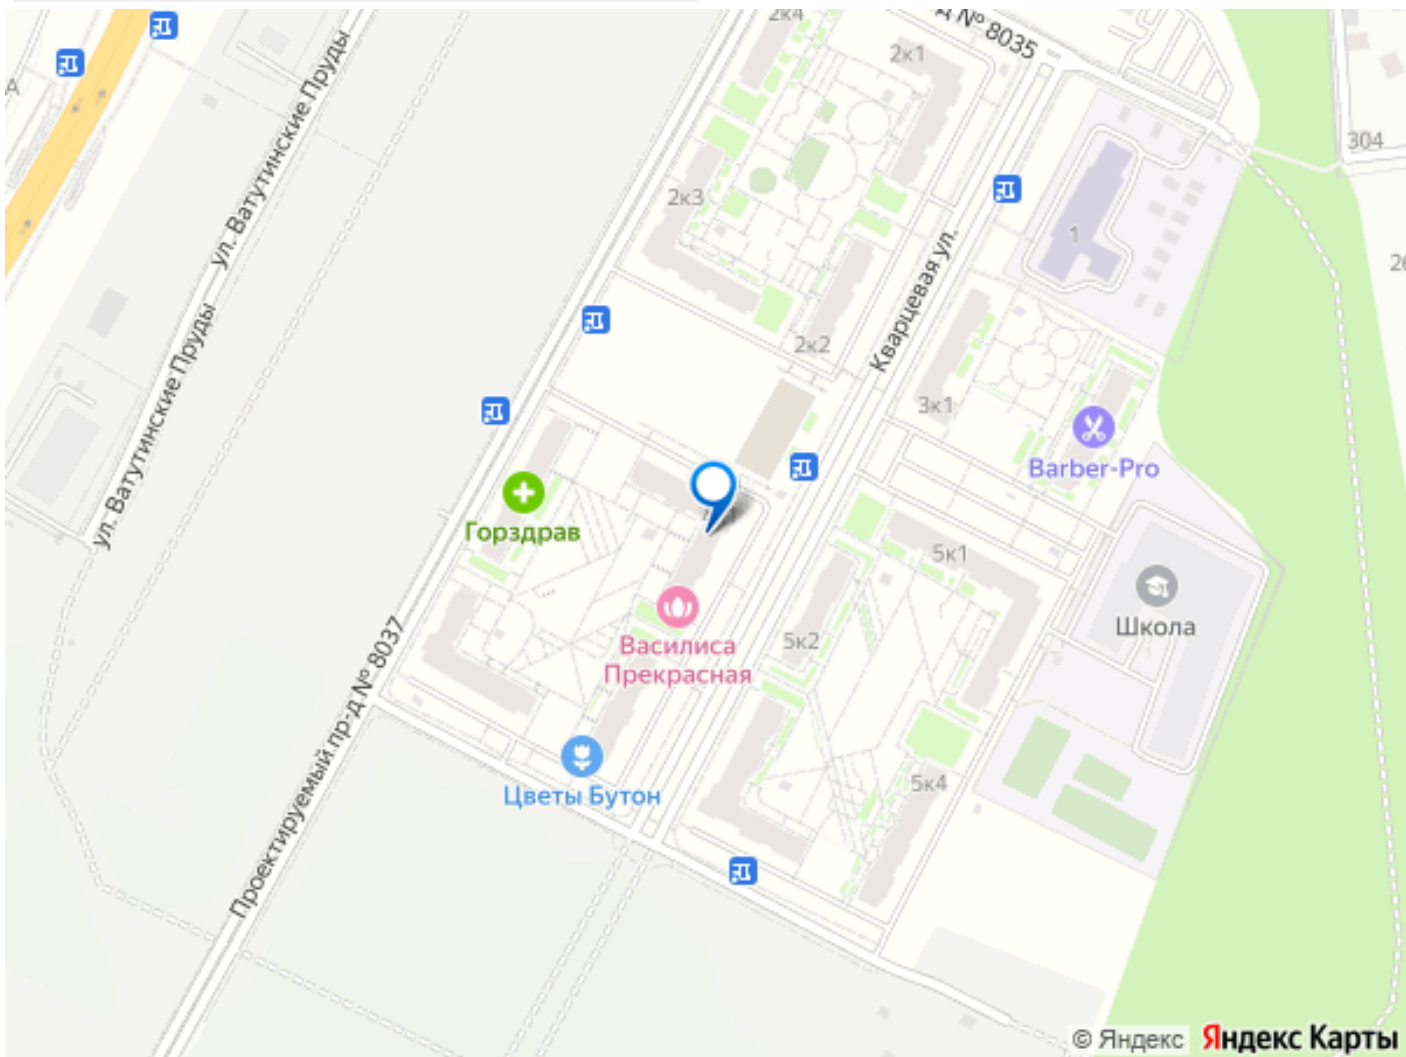 2к4
д № 8035
2к1
ул. Ватутинские Пруды
304
2к3
1
ул. Ватутинские Пруды
Кварцевая ул.
2к2
3к1
Barber-Pro
Горздрав
5к1
Школа
5к2
Василиса
Прекрасная
Проектируемый пр-д № 8037
5к4
Цветы Бутон
© Яндекс Яндекс Карты